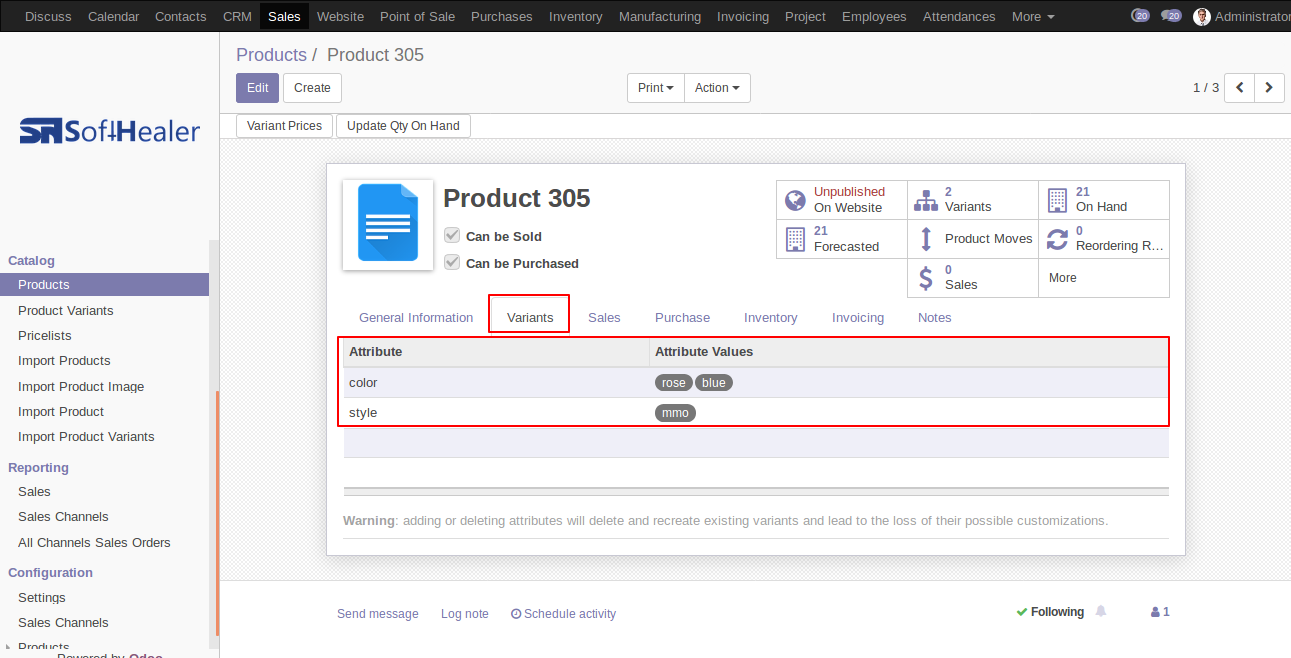 Discuss Calendar Contacts CRM Sales Website Point of Sale Purchases Inventory Manufacturing Invoicing Project Employees Attendances More 20 20 Administrator
Products / Product 305
Edit Create Print Action 1 / 3
Variant Prices Update Qty On Hand
SoftHealer
Catalog
Products
Product Variants
Pricelists
Import Products
Import Product Image
Import Product
Import Product Variants
Reporting
Sales
Sales Channels
All Channels Sales Orders
Configuration
Settings
Sales Channels
Products
Powered by Odoo
Product 305
Can be Sold
Can be Purchased
Unpublished
On Website
2
Variants
21
On Hand
21
Forecasted
Product Moves
0
Reordering R...
0
Sales
More
General Information Variants Sales Purchase Inventory Invoicing Notes
Attribute Attribute Values
color rose blue
style mmo
Warning: adding or deleting attributes will delete and recreate existing variants and lead to the loss of their possible customizations.
Send message Log note Schedule activity Following 1